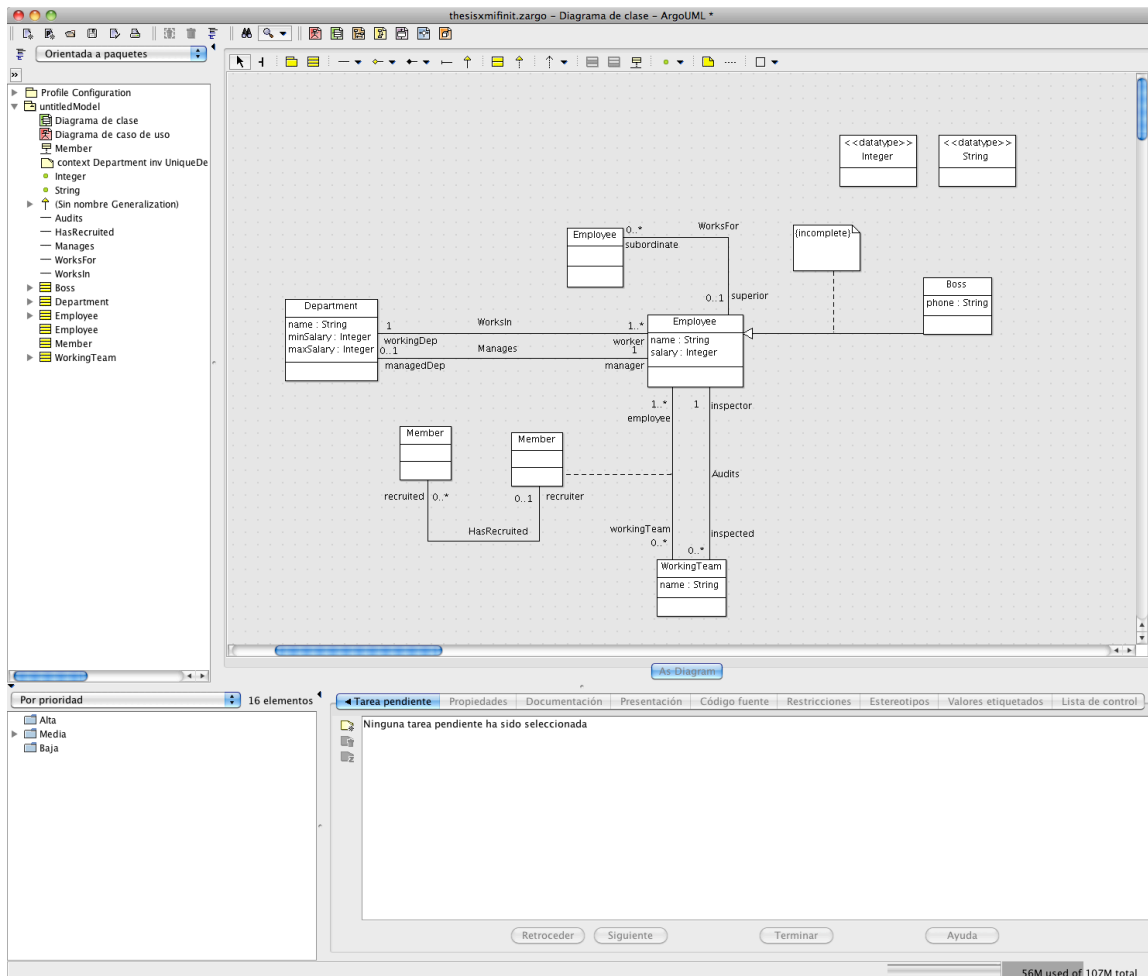 thesisxmifinit.zargo – Diagrama de clase – ArgoUML *
Orientada a paquetes
»
Profile Configuration
untitledModel
Diagrama de clase
Diagrama de caso de uso
Member
context Department inv UniqueDe
Integer
String
(Sin nombre Generalization)
Audits
HasRecruited
Manages
WorksFor
WorksIn
Boss
Department
Employee
Employee
Member
WorkingTeam
<<datatype>>
Integer
<<datatype>>
String
Employee
0..*
subordinate
WorksFor
0..1
superior
{incomplete}
Boss
phone : String
Department
name : String
minSalary : Integer
maxSalary : Integer
1
workingDep
WorksIn
1..*
worker
0..1
managedDep
Manages
1
manager
Employee
name : String
salary : Integer
1..*
employee
1
inspector
Member
Member
recruited
0..*
0..1
recruiter
HasRecruited
Audits
workingTeam
0..*
inspected
0..*
WorkingTeam
name : String
As Diagram
Por prioridad
16 elementos
Alta
Media
Baja
Tarea pendiente
Propiedades
Documentación
Presentación
Código fuente
Restricciones
Estereotipos
Valores etiquetados
Lista de control
Ninguna tarea pendiente ha sido seleccionada
Retroceder
Siguiente
Terminar
Ayuda
56M used of 107M total